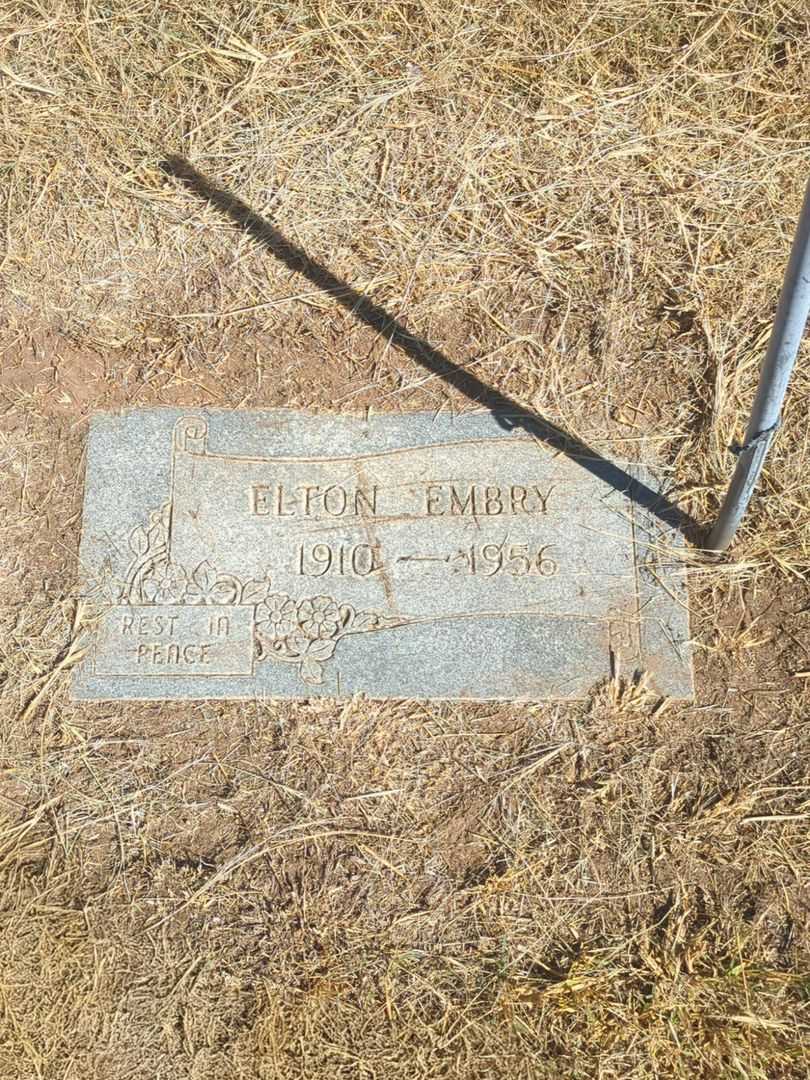 ELTON EMBRY
1910 — 1956
REST IN
PEACE